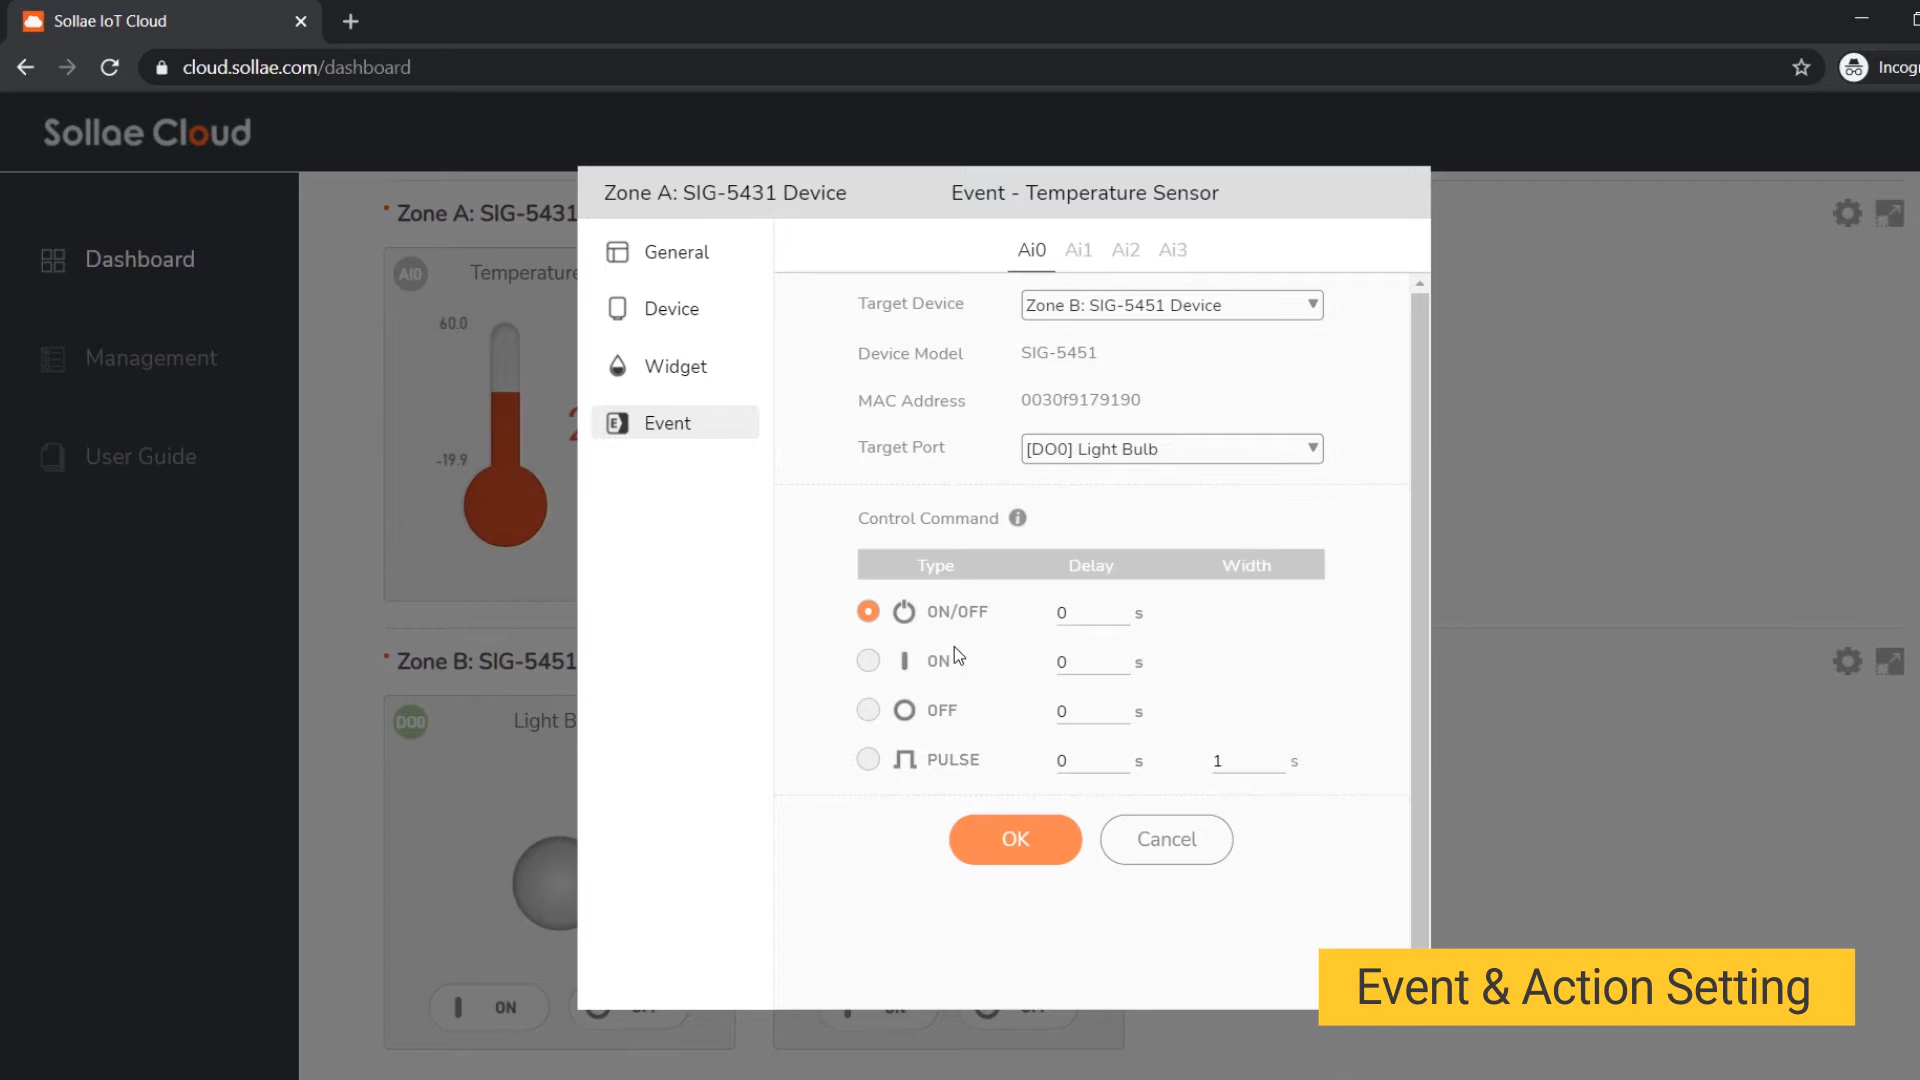 Sollae IoT Cloud
cloud.sollae.com/dashboard
Incogn
Sollae Cloud
Dashboard
Management
User Guide
Zone A: SIG-5431
AI0 Temperature
60.0
-19.9
Zone B: SIG-5451
DO0 Light B
ON
Zone A: SIG-5431 Device
Event - Temperature Sensor
General
Device
Widget
Event
Ai0 Ai1 Ai2 Ai3
Target Device Zone B: SIG-5451 Device
Device Model SIG-5451
MAC Address 0030f9179190
Target Port [DO0] Light Bulb
Control Command
Type Delay Width
ON/OFF 0 s
ON 0 s
OFF 0 s
PULSE 0 s 1 s
OK Cancel
Event & Action Setting